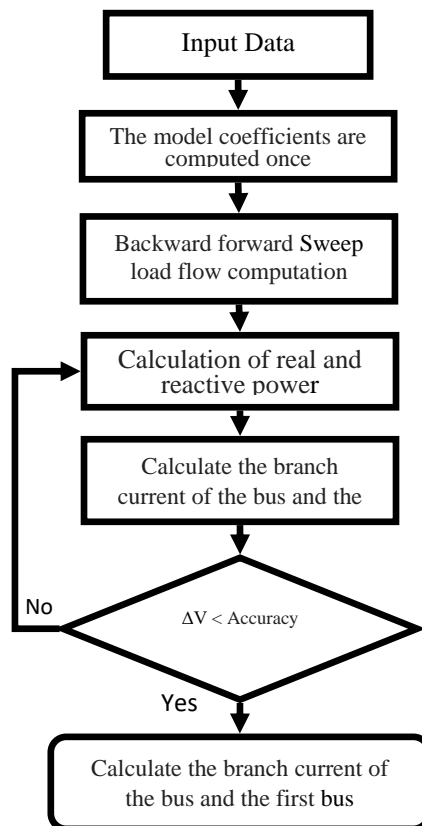 Input Data
The model coefficients are
computed once
Backward forward Sweep
load flow computation
Calculation of real and
reactive power
Calculate the branch
current of the bus and the
No
ΔV < Accuracy
Yes
Calculate the branch current of
the bus and the first bus